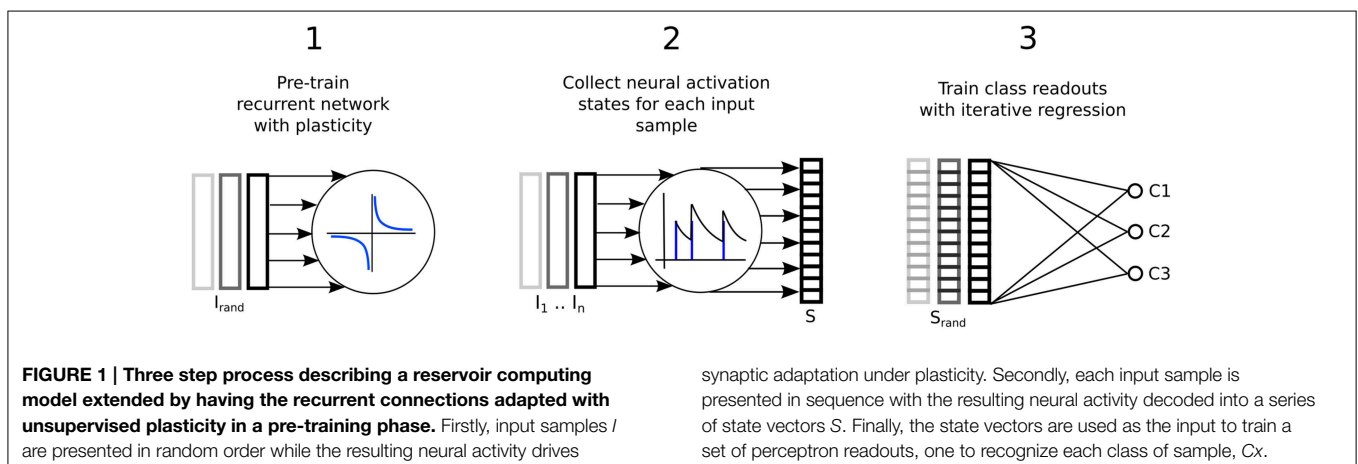 1
Pre-train
recurrent network
with plasticity
I_rand
2
Collect neural activation
states for each input
sample
I_1 .. I_n
S
3
Train class readouts
with iterative regression
S_rand
C1
C2
C3
FIGURE 1 | Three step process describing a reservoir computing
model extended by having the recurrent connections adapted with
unsupervised plasticity in a pre-training phase. Firstly, input samples I
are presented in random order while the resulting neural activity drives
synaptic adaptation under plasticity. Secondly, each input sample is
presented in sequence with the resulting neural activity decoded into a series
of state vectors S. Finally, the state vectors are used as the input to train a
set of perceptron readouts, one to recognize each class of sample, Cx.